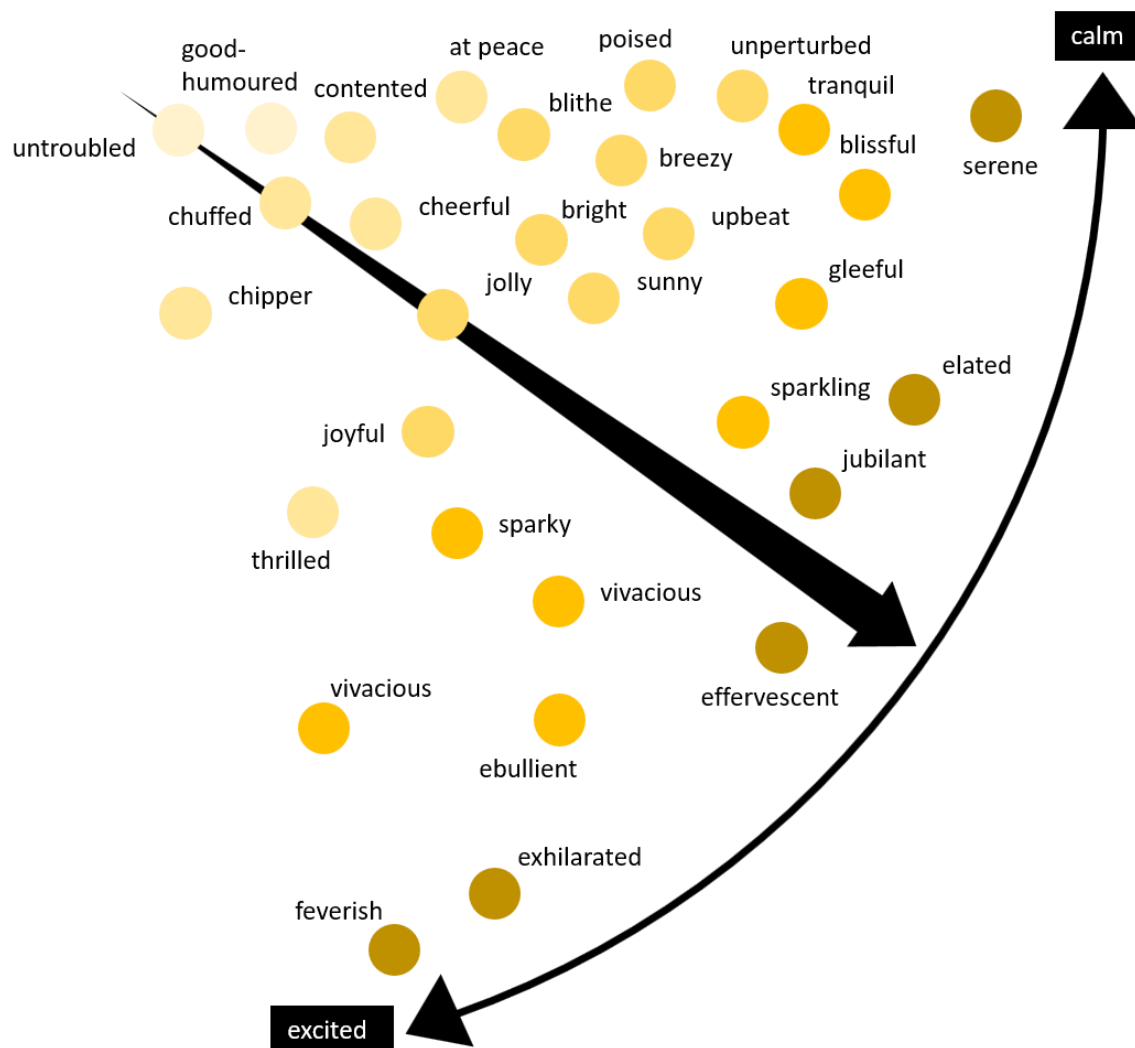 calm
good-
humoured
at peace
poised
unperturbed
contented
tranquil
blithe
untroubled
blissful
breezy
serene
chuffed
cheerful
bright
upbeat
gleeful
jolly
sunny
chipper
elated
sparkling
joyful
jubilant
sparky
thrilled
vivacious
vivacious
effervescent
ebullient
exhilarated
feverish
excited